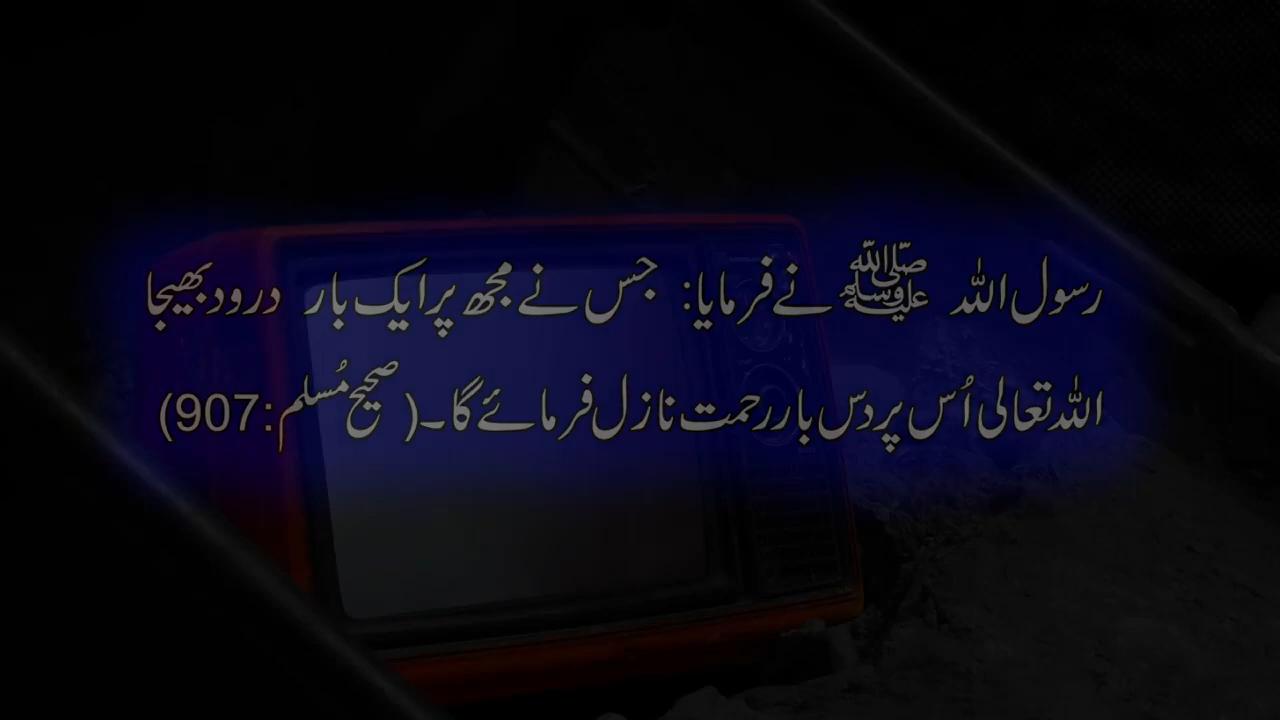 رسول اللہ ﷺ نے فرمایا: جس نے مجھ پر ایک بار درود بھیجا
اللہ تعالی اُس پر دس بار رحمت نازل فرمائے گا۔(صحیح مُسلم:907)